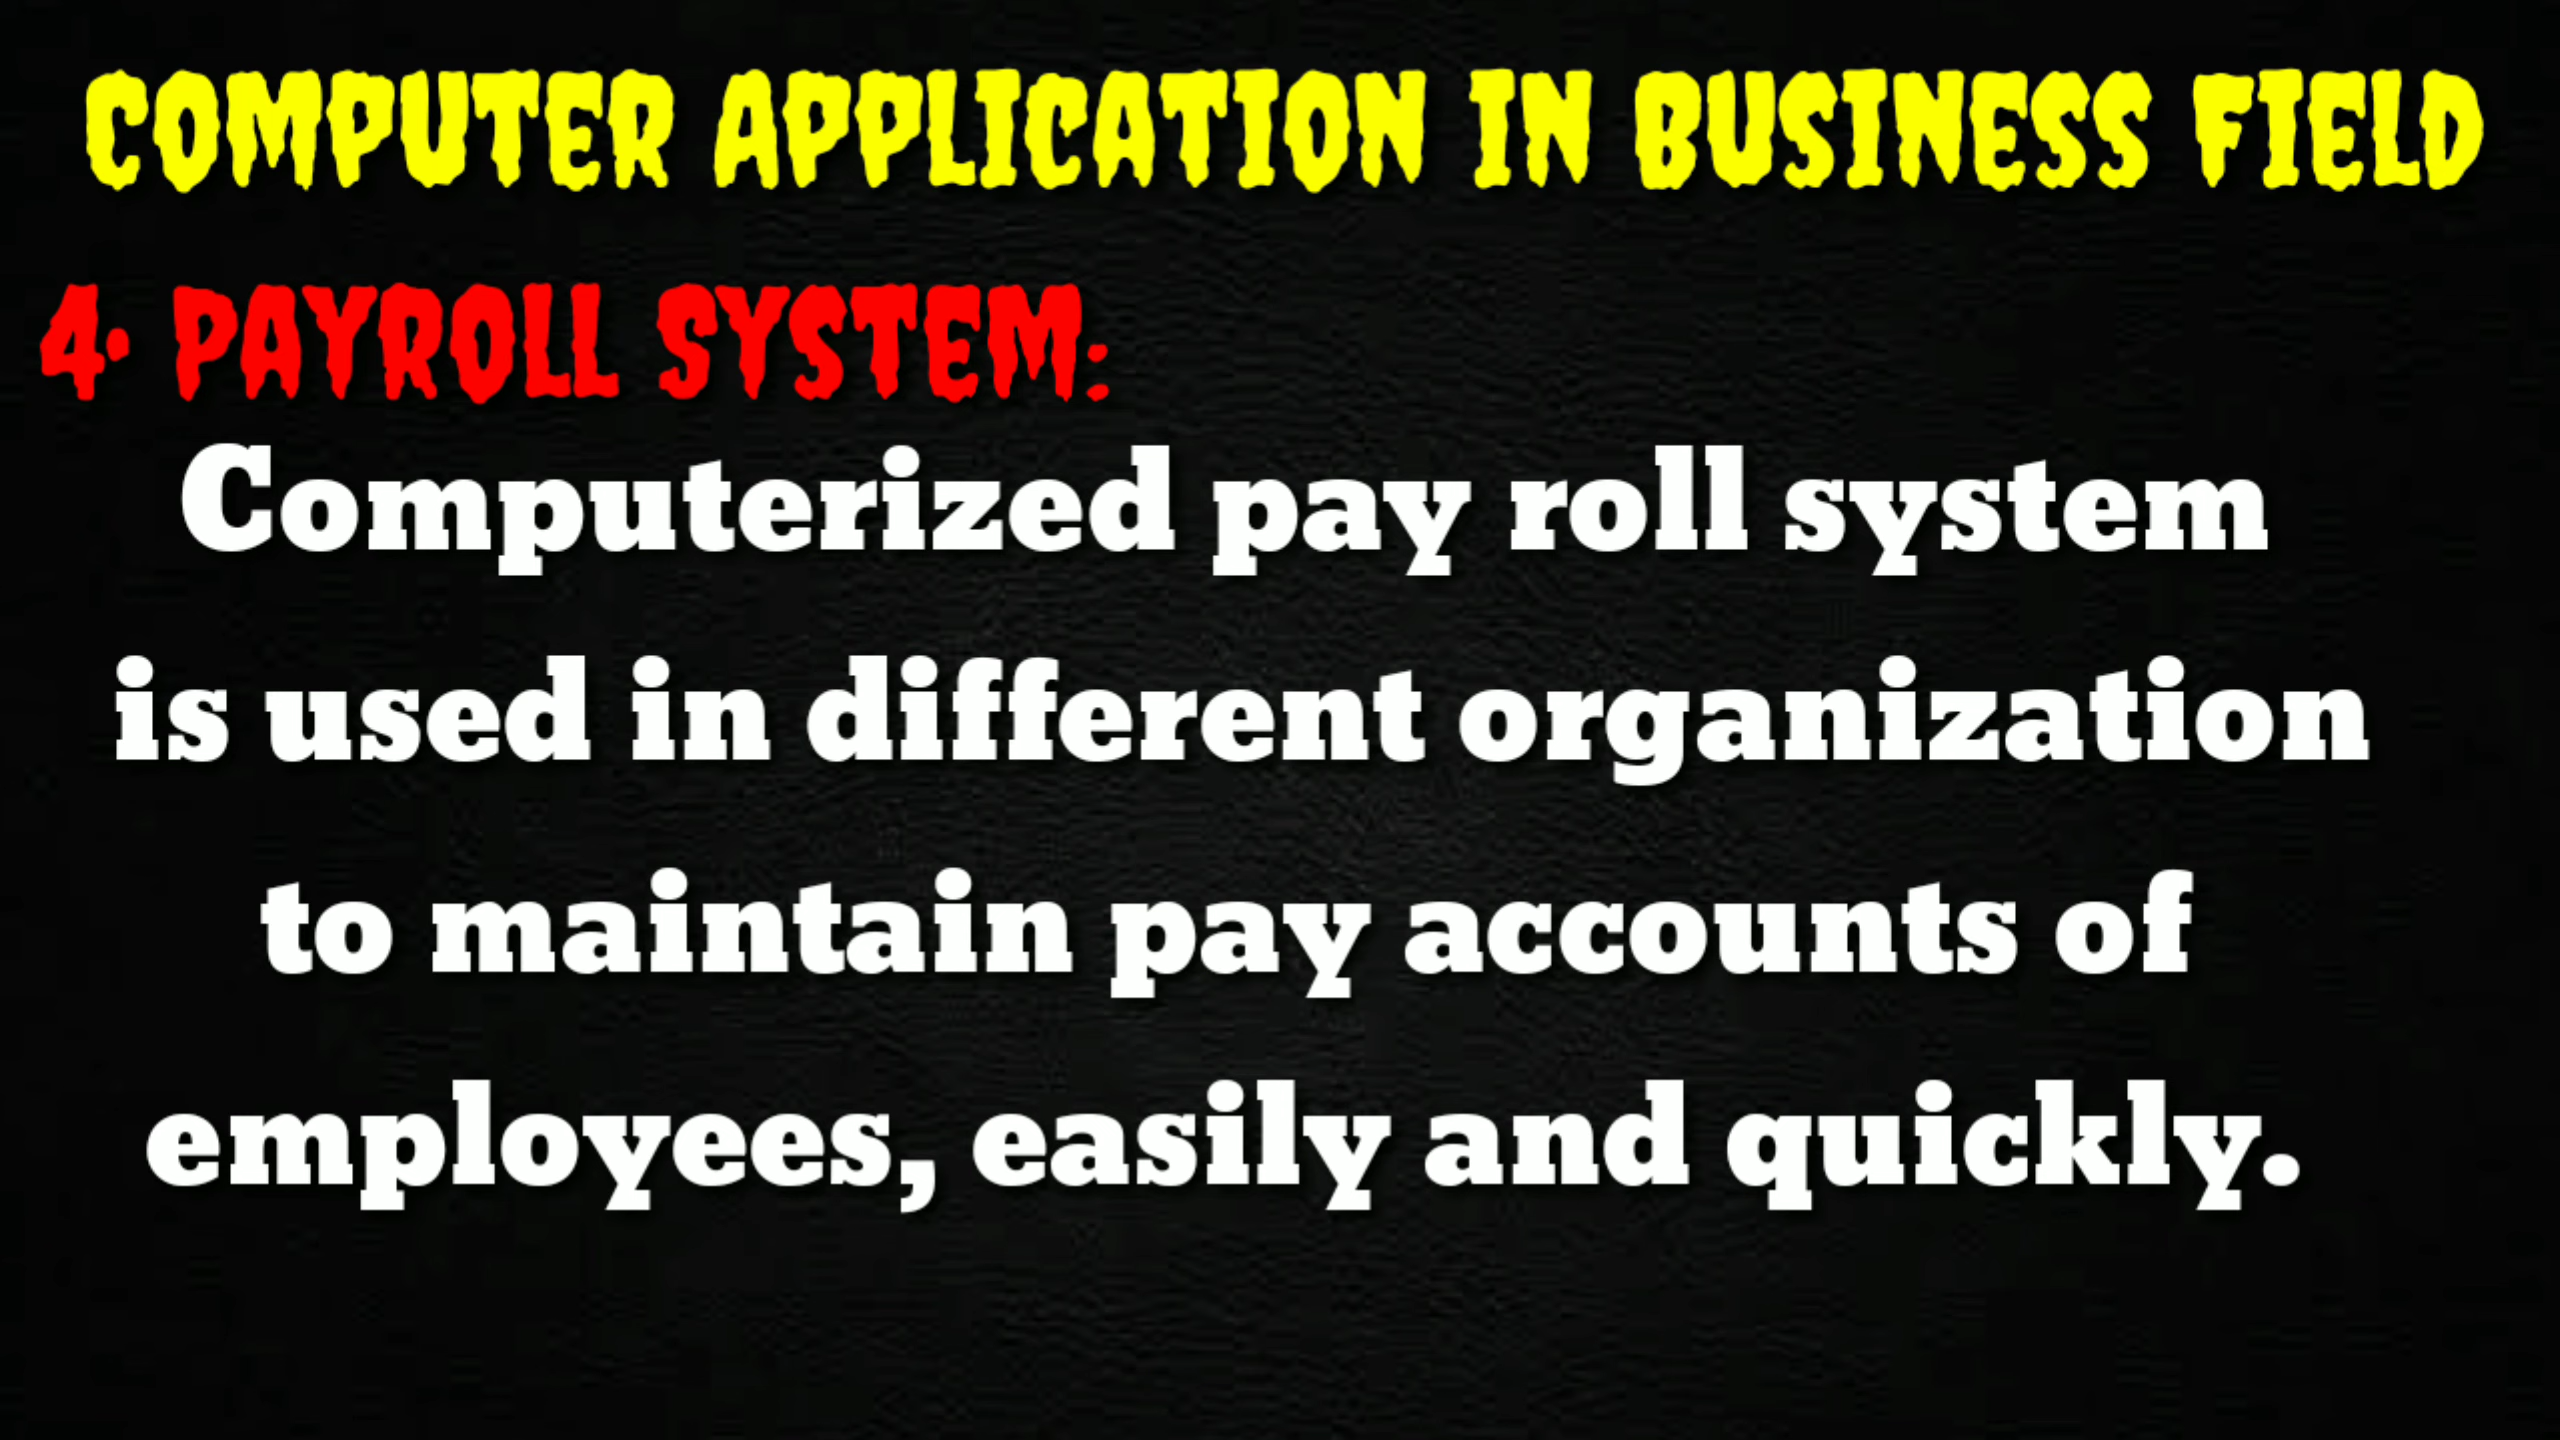 COMPUTER APPLICATION IN BUSINESS FIELD
4. PAYROLL SYSTEM:
Computerized pay roll system
is used in different organization
to maintain pay accounts of
employees, easily and quickly.